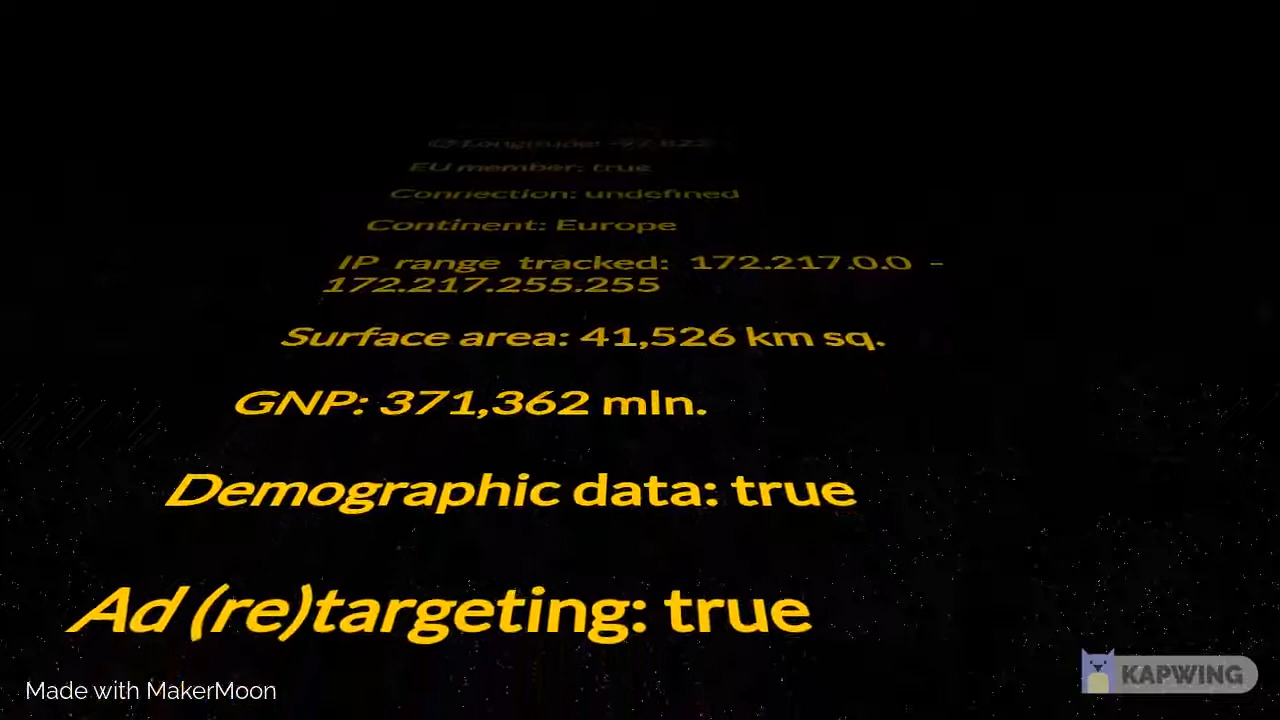 EU member: true
Connection: undefined
Continent: Europe
IP range tracked: 172.217.0.0 -
172.217.255.255
Surface area: 41,526 km sq.
GNP: 371,362 mln.
Demographic data: true
Ad (re)targeting: true
Made with MakerMoon
KAPWING